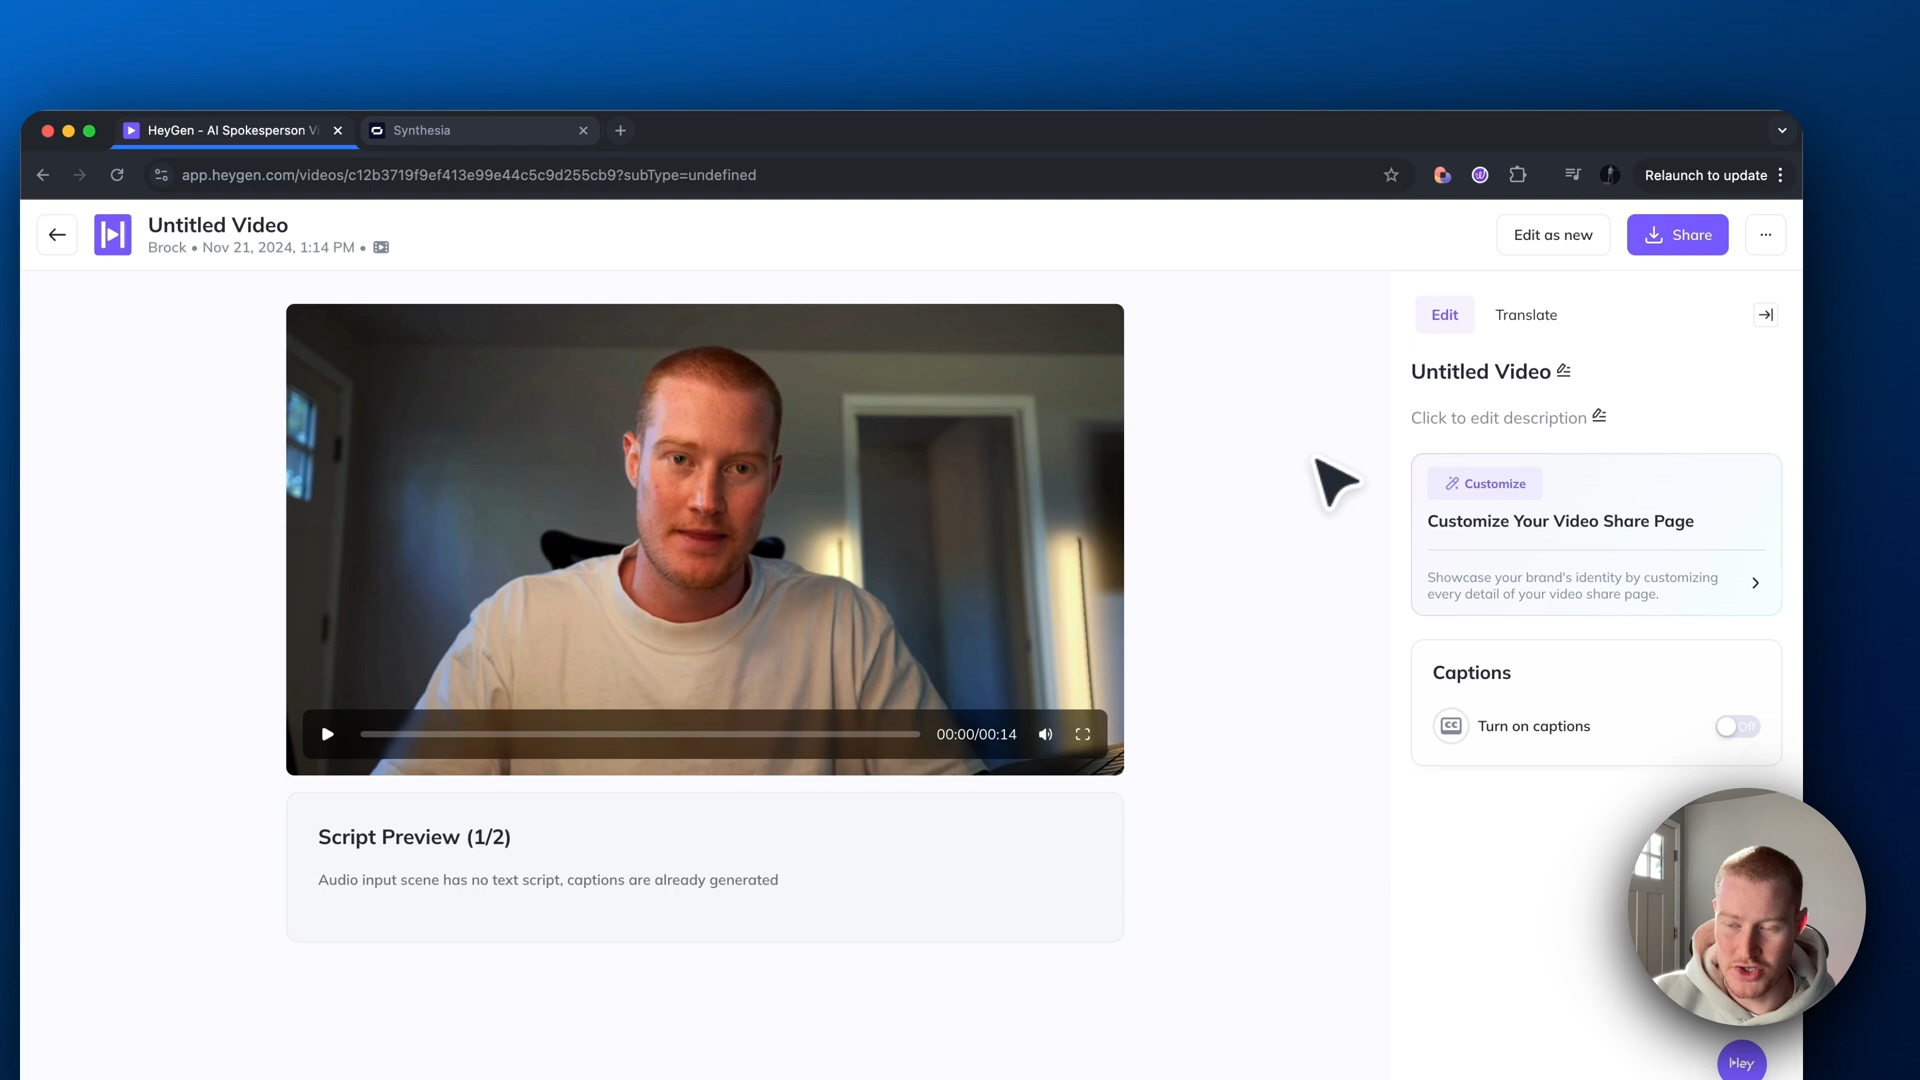 HeyGen - AI Spokesperson Vi
Synthesia
app.heygen.com/videos/c12b3719f9ef413e99e44c5c9d255cb9?subType=undefined
Relaunch to update
Untitled Video
Brock • Nov 21, 2024, 1:14 PM •
Edit as new
Share
Edit
Translate
Untitled Video
Click to edit description
Customize
Customize Your Video Share Page
Showcase your brand's identity by customizing
every detail of your video share page.
Captions
CC
Turn on captions
Off
00:00/00:14
Script Preview (1/2)
Audio input scene has no text script, captions are already generated
Hey